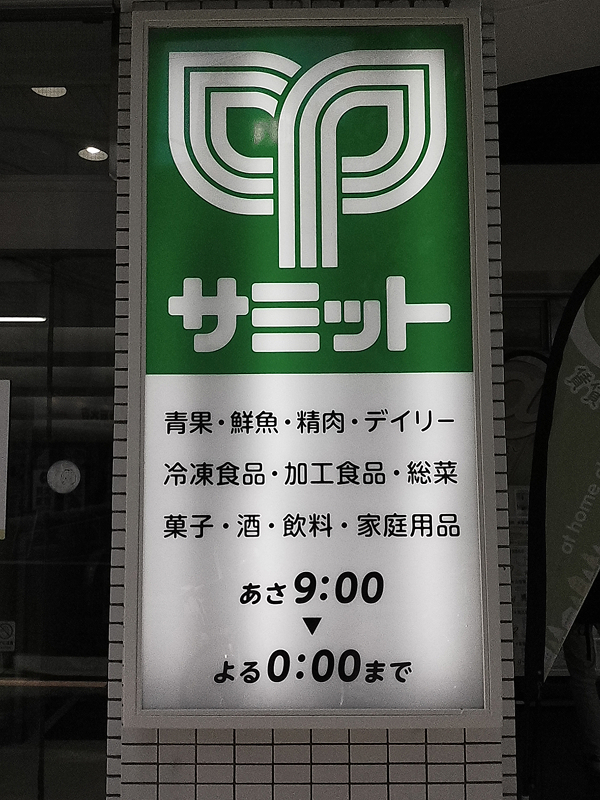 サミット
青果・鮮魚・精肉・デイリー
冷凍食品・加工食品・総菜
菓子・酒・飲料・家庭用品
あさ9:00
▼
よる0:00まで
at home